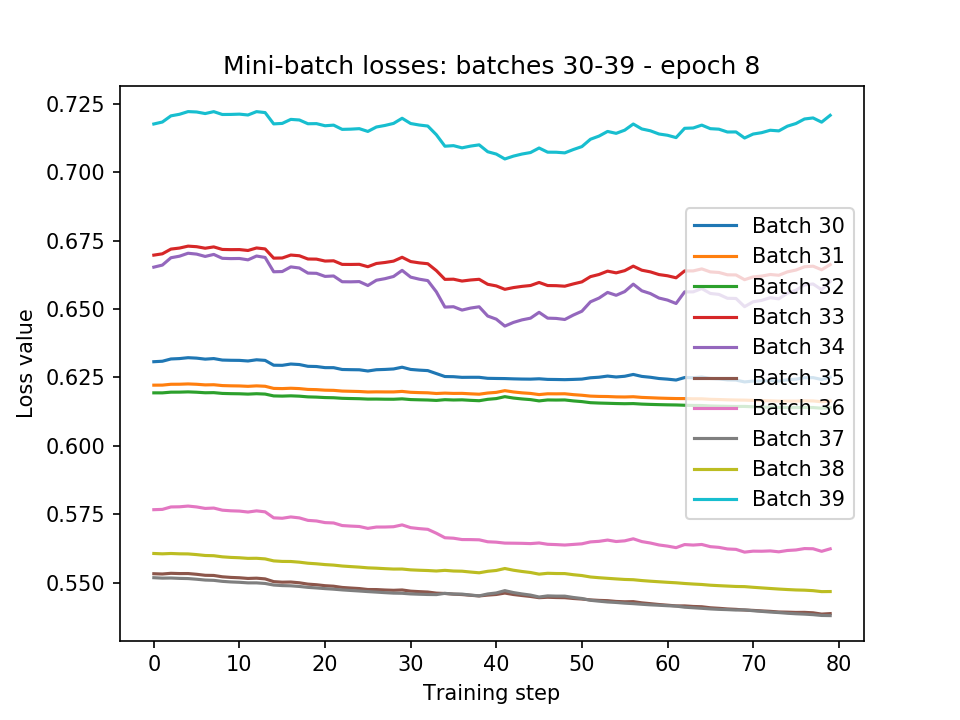 Mini-batch losses: batches 30-39 - epoch 8
0.725
0.700
0.675
0.650
0.625
0.600
0.575
0.550
Loss value
Batch 30
Batch 31
Batch 32
Batch 33
Batch 34
Batch 35
Batch 36
Batch 37
Batch 38
Batch 39
0 10 20 30 40 50 60 70 80
Training step